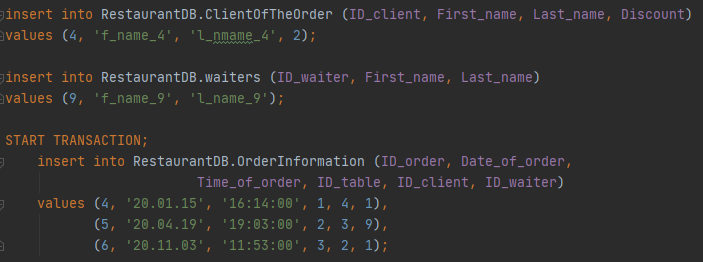 insert into RestaurantDB.ClientOfTheOrder (ID_client, First_name, Last_name, Discount)
values (4, 'f_name_4', 'l_nmame_4', 2);
insert into RestaurantDB.waiters (ID_waiter, First_name, Last_name)
values (9, 'f_name_9', 'l_name_9');
START TRANSACTION;
insert into RestaurantDB.OrderInformation (ID_order, Date_of_order,
Time_of_order, ID_table, ID_client, ID_waiter)
values (4, '20.01.15', '16:14:00', 1, 4, 1),
(5, '20.04.19', '19:03:00', 2, 3, 9),
(6, '20.11.03', '11:53:00', 3, 2, 1);